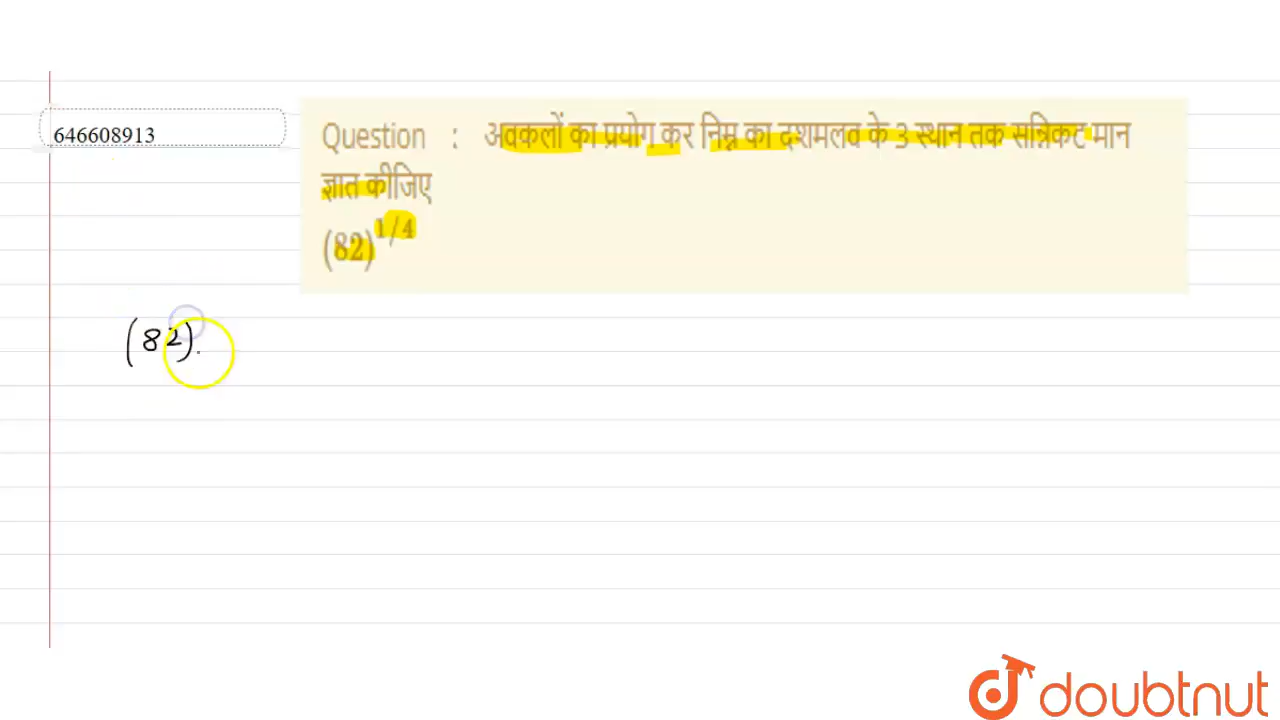 646608913
Question : अवकलों का प्रयोग कर निम्न का दशमलव के 3 स्थान तक सन्निकट मान
ज्ञात कीजिए
(82)^1/4
(82)
doubtnut